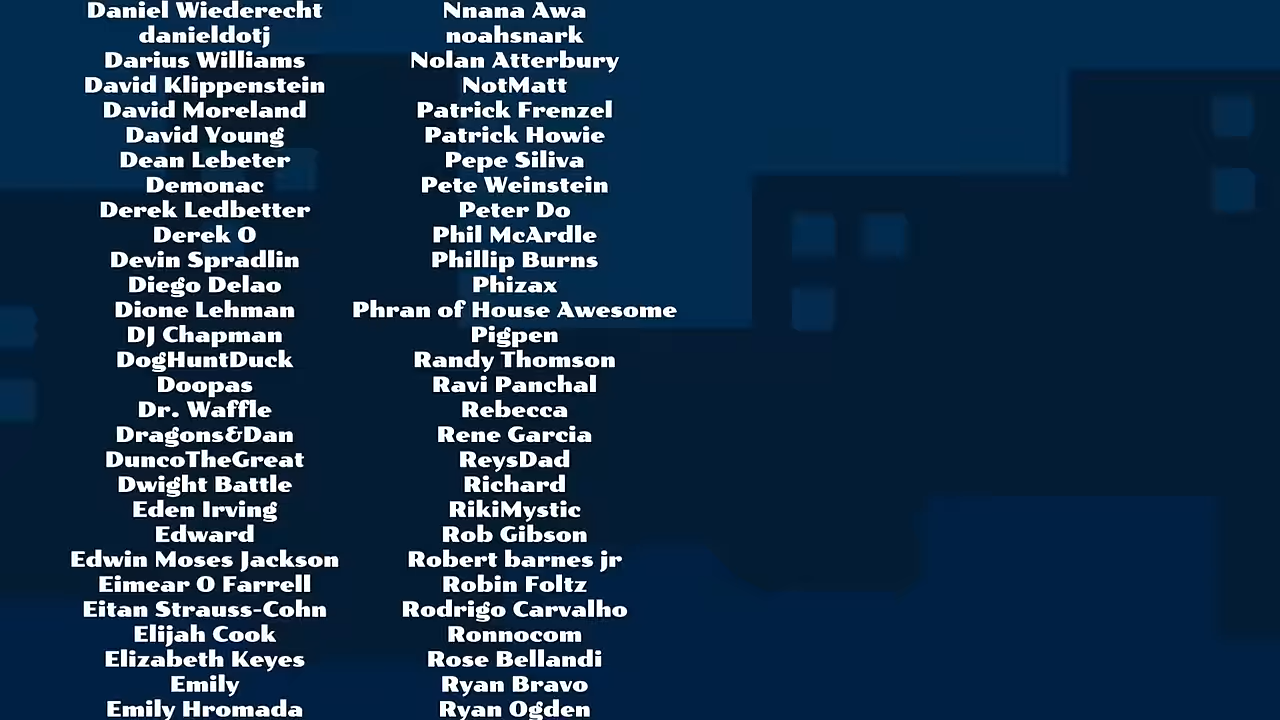 Daniel Wiederecht
danieldotj
Darius Williams
David Klippenstein
David Moreland
David Young
Dean Lebeter
Demonac
Derek Ledbetter
Derek O
Devin Spradlin
Diego Delao
Dione Lehman
DJ Chapman
DogHuntDuck
Doopas
Dr. Waffle
Dragons&Dan
DuncoTheGreat
Dwight Battle
Eden Irving
Edward
Edwin Moses Jackson
Eimear O Farrell
Eitan Strauss-Cohn
Elijah Cook
Elizabeth Keyes
Emily
Emily Hromada
Nnana Awa
noahsnark
Nolan Atterbury
NotMatt
Patrick Frenzel
Patrick Howie
Pepe Siliva
Pete Weinstein
Peter Do
Phil McArdle
Phillip Burns
Phizax
Phran of House Awesome
Pigpen
Randy Thomson
Ravi Panchal
Rebecca
Rene Garcia
ReysDad
Richard
RikiMystic
Rob Gibson
Robert barnes jr
Robin Foltz
Rodrigo Carvalho
Ronnocom
Rose Bellandi
Ryan Bravo
Ryan Ogden